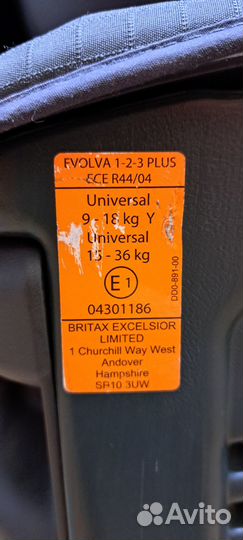 EVOLVA 1-2-3 PLUS
ECE R44/04
Universal
9 - 18 kg Y
Universal
15 - 36 kg
E 1
04301186
DD0-891-00
BRITAX EXCELSIOR
LIMITED
1 Churchill Way West
Andover
Hampshire
SP10 3UW
Avito